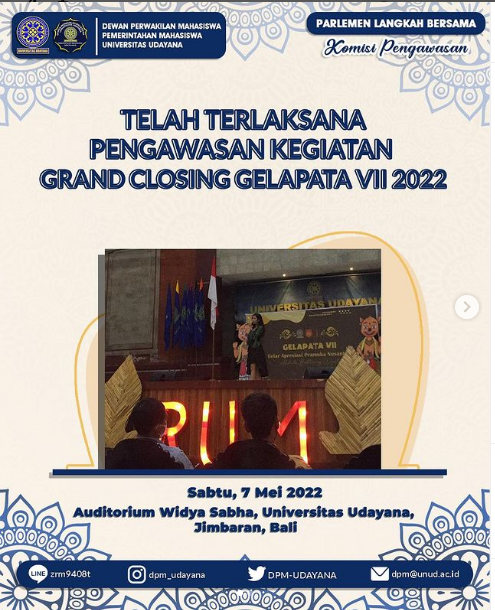 DEWAN PERWAKILAN MAHASISWA
PEMERINTAHAN MAHASISWA
UNIVERSITAS UDAYANA
PARLEMEN LANGKAH BERSAMA
Komisi Pengawasan
TELAH TERLAKSANA
PENGAWASAN KEGIATAN
GRAND CLOSING GELAPATA VII 2022
UNIVERSITAS UDAYANA
GELAPATA VII
RUM
Sabtu, 7 Mei 2022
Auditorium Widya Sabha, Universitas Udayana,
Jimbaran, Bali
LINE
zrm9408t
dpm_udayana
DPM-UDAYANA
dpm@unud.ac.id